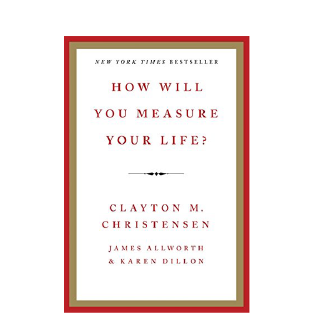 NEW YORK TIMES BESTSELLER
HOW WILL
YOU MEASURE
YOUR LIFE?
CLAYTON M.
CHRISTENSEN
JAMES ALLWORTH
& KAREN DILLON